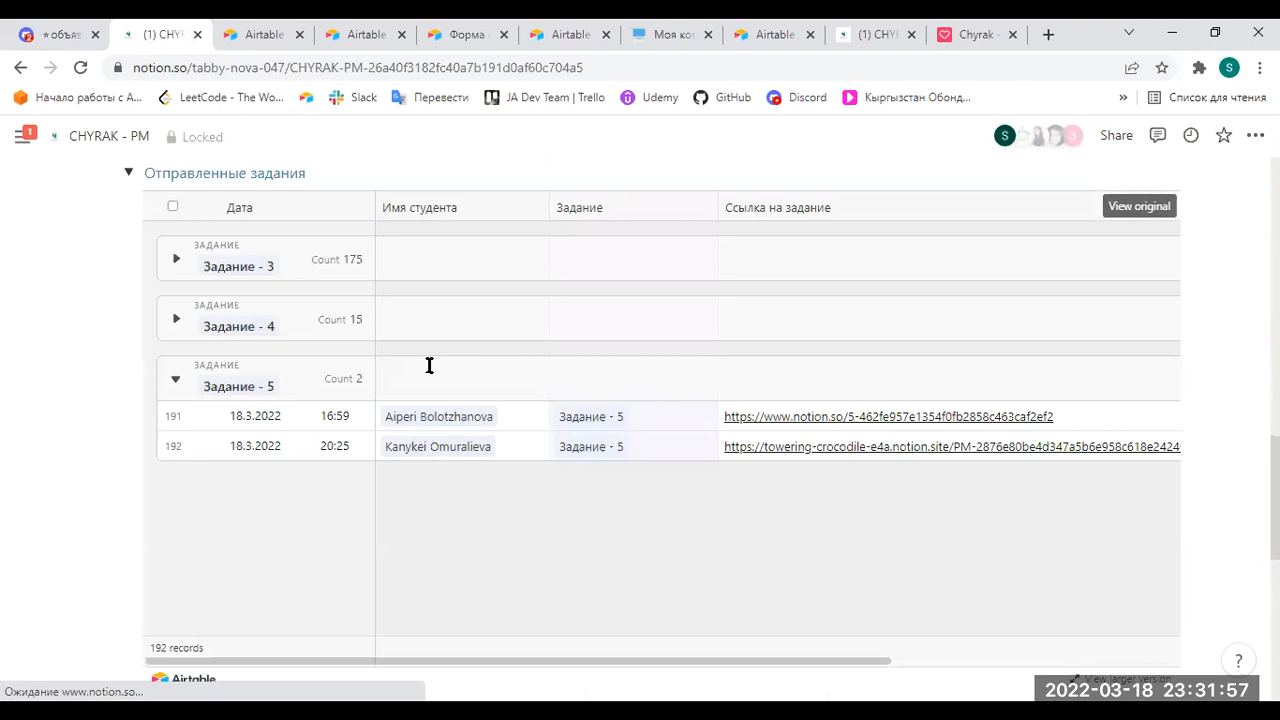 объяв
(1) CHY
Airtable
Airtable
Форма
Airtable
Моя ко
Airtable
(1) CHY
Chyrak -
notion.so/tabby-nova-047/CHYRAK-PM-26a40f3182fc40a7b191d0af60c704a5
S
Начало работы с A...
LeetCode - The Wo...
Slack
Перевести
JA Dev Team | Trello
Udemy
GitHub
Discord
Кыргызстан Обонд...
»
Список для чтения
1
CHYRAK - PM
Locked
S
3
Share
Отправленные задания
Дата
Имя студента
Задание
Ссылка на задание
View original
ЗАДАНИЕ
Задание - 3
Count 175
ЗАДАНИЕ
Задание - 4
Count 15
ЗАДАНИЕ
Задание - 5
Count 2
191 18.3.2022 16:59 Aiperi Bolotzhanova Задание - 5 https://www.notion.so/5-462fe957e1354f0fb2858c463caf2ef2
192 18.3.2022 20:25 Kanykei Omuralieva Задание - 5 https://towering-crocodile-e4a.notion.site/PM-2876e80be4d347a5b6e958c618e2424
192 records
Airtable
View larger version
?
Ожидание www.notion.so...
2022-03-18 23:31:57